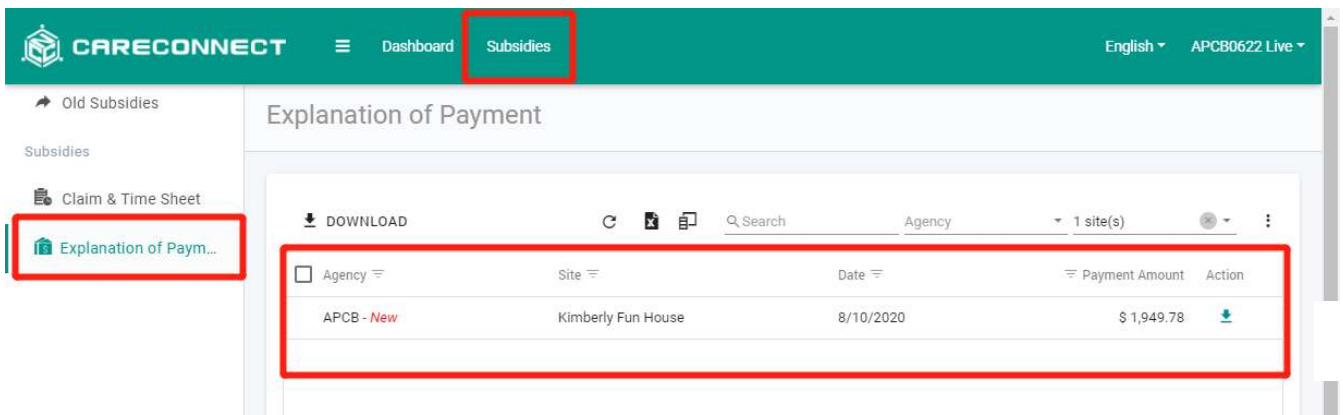 CARECONNECT Dashboard Subsidies English APCB0622 Live
Old Subsidies
Explanation of Payment
Subsidies
Claim & Time Sheet
DOWNLOAD Search Agency 1 site(s)
Explanation of Paym...
Agency Site Date Payment Amount Action
APCB - New Kimberly Fun House 8/10/2020 $ 1,949.78